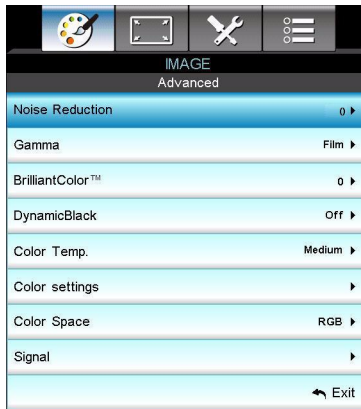 IMAGE
Advanced
Noise Reduction 0
Gamma Film
BrilliantColor™ 0
DynamicBlack Off
Color Temp. Medium
Color settings
Color Space RGB
Signal
Exit